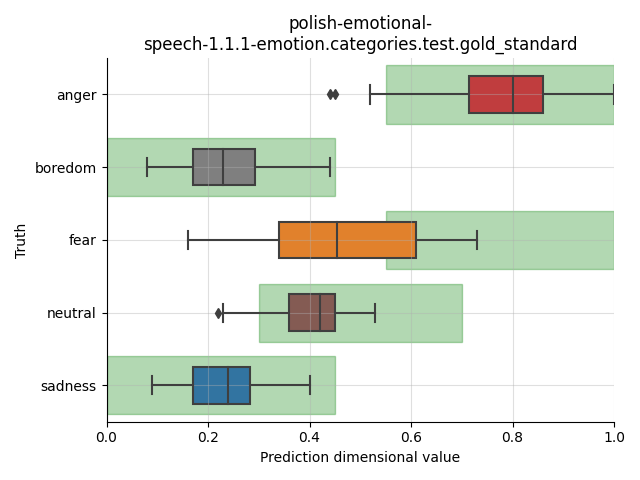 polish-emotional-
speech-1.1.1-emotion.categories.test.gold_standard
anger
boredom
fear
neutral
sadness
Truth
0.0 0.2 0.4 0.6 0.8 1.0
Prediction dimensional value